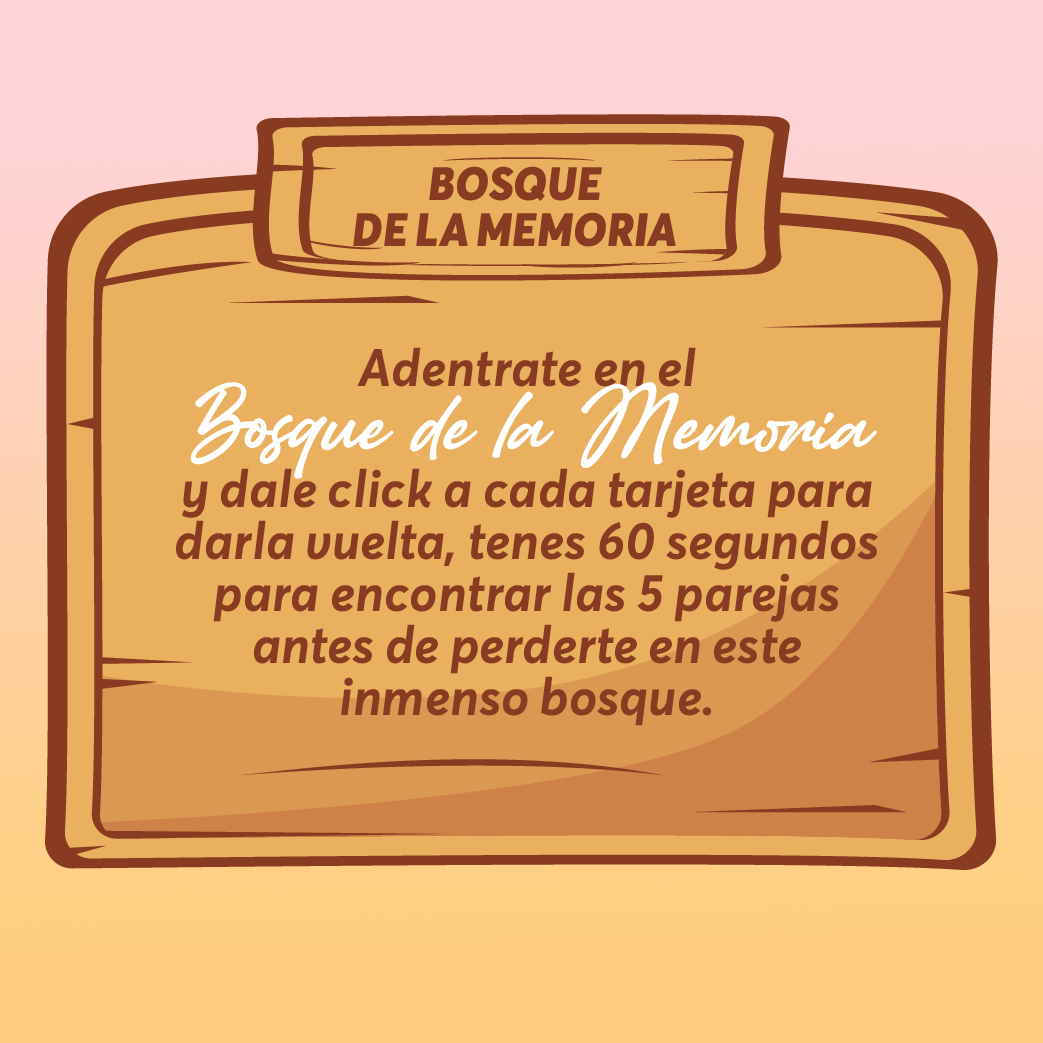 BOSQUE
DE LA MEMORIA
Adentrate en el
Bosque de la Memoria
y dale click a cada tarjeta para
darla vuelta, tenes 60 segundos
para encontrar las 5 parejas
antes de perderte en este
inmenso bosque.